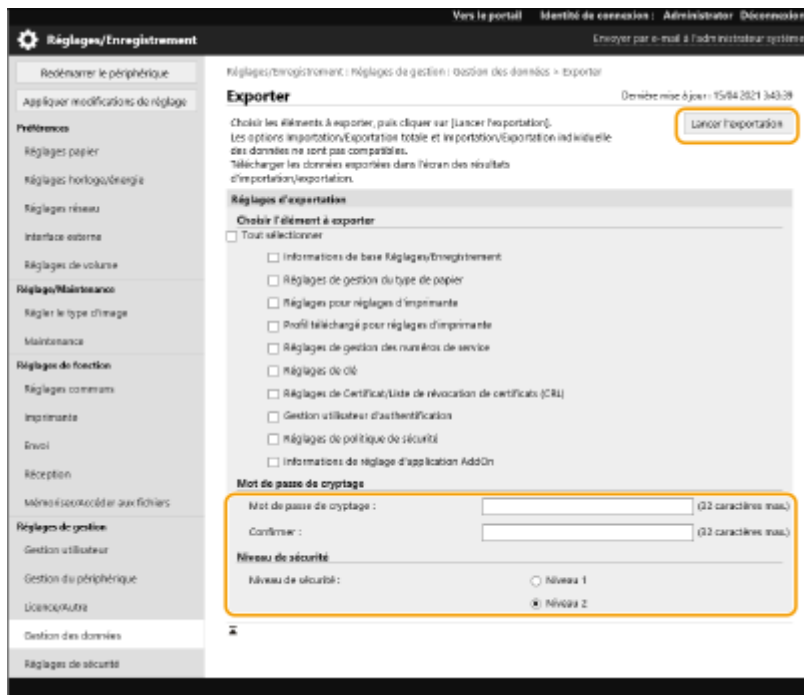 Vers le portail Identité de connexion : Administrator Déconnexion
Réglages/Enregistrement
Envoyer par e-mail à l'administrateur système
Redémarrer le périphérique
Appliquer modifications de réglage
Préférences
Réglages papier
Réglages horloge/énergie
Réglages réseau
Interface externe
Réglages de volume
Réglage/Maintenance
Régler le type d'image
Maintenance
Réglages de fonction
Réglages communs
Imprimante
Envoi
Réception
Mémoriser/Accéder aux fichiers
Réglages de gestion
Gestion utilisateur
Gestion du périphérique
Licence/Autre
Gestion des données
Réglages de sécurité
Réglages/Enregistrement : Réglages de gestion : Gestion des données > Exporter
Exporter
Dernière mise à jour : 15/04 2021 3:43:39
Choisir les éléments à exporter, puis cliquer sur [Lancer l'exportation].
Les options Importation/Exportation totale et Importation/Exportation individuelle
des données ne sont pas compatibles.
Télécharger les données exportées dans l'écran des résultats
d'importation/exportation.
Lancer l'exportation
Réglages d'exportation
Choisir l'élément à exporter
Tout sélectionner
Informations de base Réglages/Enregistrement
Réglages de gestion du type de papier
Réglages pour réglages d'imprimante
Profil téléchargé pour réglages d'imprimante
Réglages de gestion des numéros de service
Réglages de clé
Réglages de Certificat/Liste de révocation de certificats (CRL)
Gestion utilisateur d'authentification
Réglages de politique de sécurité
Informations de réglage d'application AddOn
Mot de passe de cryptage
Mot de passe de cryptage : (32 caractères max.)
Confirmer : (32 caractères max.)
Niveau de sécurité
Niveau de sécurité : Niveau 1
Niveau 2